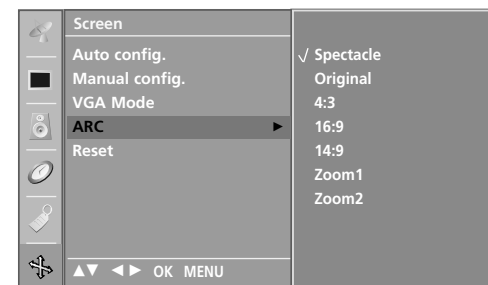 Screen
Auto config.
Manual config.
VGA Mode
ARC ►
Reset
▲▼ ◄► OK MENU
√ Spectacle
Original
4:3
16:9
14:9
Zoom1
Zoom2